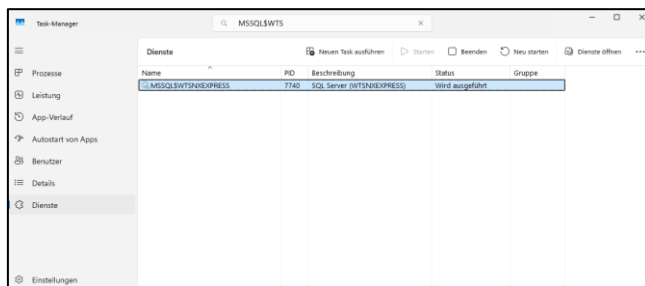 Task-Manager
MSSQL$WTS
Dienste
Neuen Task ausführen
Starten
Beenden
Neu starten
Dienste öffnen
Prozesse
Leistung
App-Verlauf
Autostart von Apps
Benutzer
Details
Dienste
Einstellungen
Name PID Beschreibung Status Gruppe
MSSQL$WTSNXEXPRESS 7740 SQL Server (WTSNXEXPRESS) Wird ausgeführt